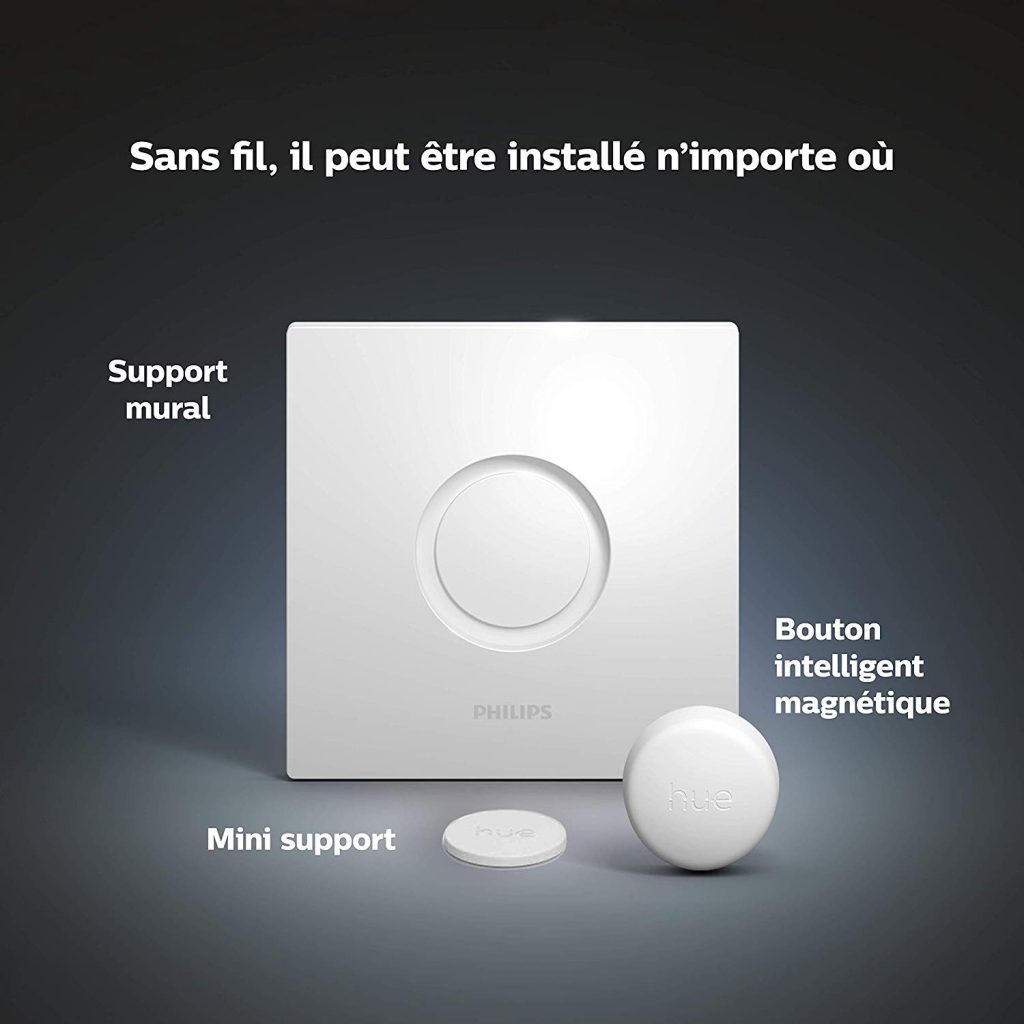 Sans fil, il peut être installé n’importe où
Support
mural
Bouton
intelligent
magnétique
PHILIPS
hue
Mini support
hue